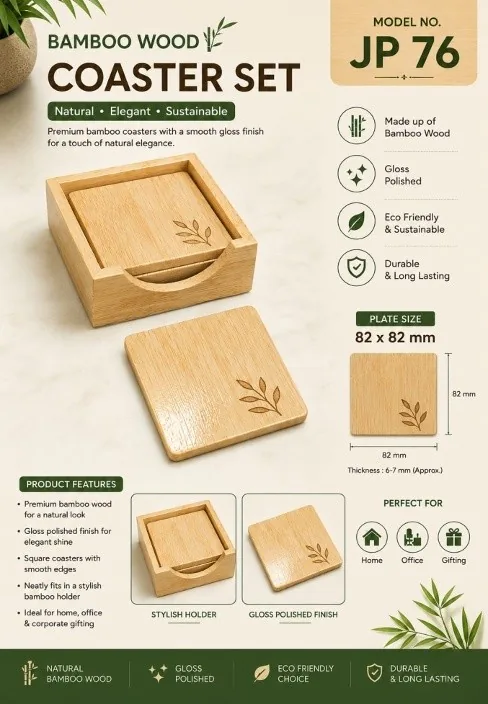 BAMBOO WOOD
COASTER SET
Natural • Elegant • Sustainable
Premium bamboo coasters with a smooth gloss finish
for a touch of natural elegance.
MODEL NO.
JP 76
Made up of
Bamboo Wood
Gloss
Polished
Eco Friendly
& Sustainable
Durable
& Long Lasting
PLATE SIZE
82 x 82 mm
82 mm
82 mm
Thickness : 6-7 mm (Approx.)
PRODUCT FEATURES
• Premium bamboo wood
for a natural look
• Gloss polished finish for
elegant shine
• Square coasters with
smooth edges
• Neatly fits in a stylish
bamboo holder
• Ideal for home, office
& corporate gifting
STYLISH HOLDER
GLOSS POLISHED FINISH
PERFECT FOR
Home
Office
Gifting
NATURAL
BAMBOO WOOD
GLOSS
POLISHED
ECO FRIENDLY
CHOICE
DURABLE
& LONG LASTING